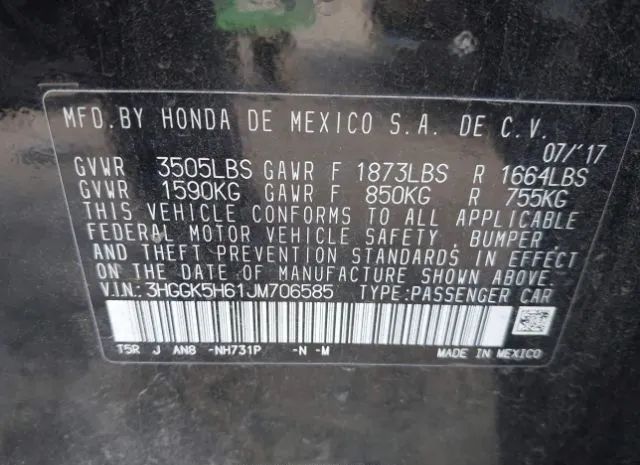 MFD. BY HONDA DE MEXICO S.A. DE C.V.
07/'17
GVWR 3505LBS GAWR F 1873LBS R 1664LBS
GVWR 1590KG GAWR F 850KG R 755KG
THIS VEHICLE CONFORMS TO ALL APPLICABLE
FEDERAL MOTOR VEHICLE SAFETY, BUMPER
AND THEFT PREVENTION STANDARDS IN EFFECT
ON THE DATE OF MANUFACTURE SHOWN ABOVE.
V.I.N.: 3HGGK5H61JM706585 TYPE: PASSENGER CAR
T5R J AN8 -NH731P -N -M MADE IN MEXICO